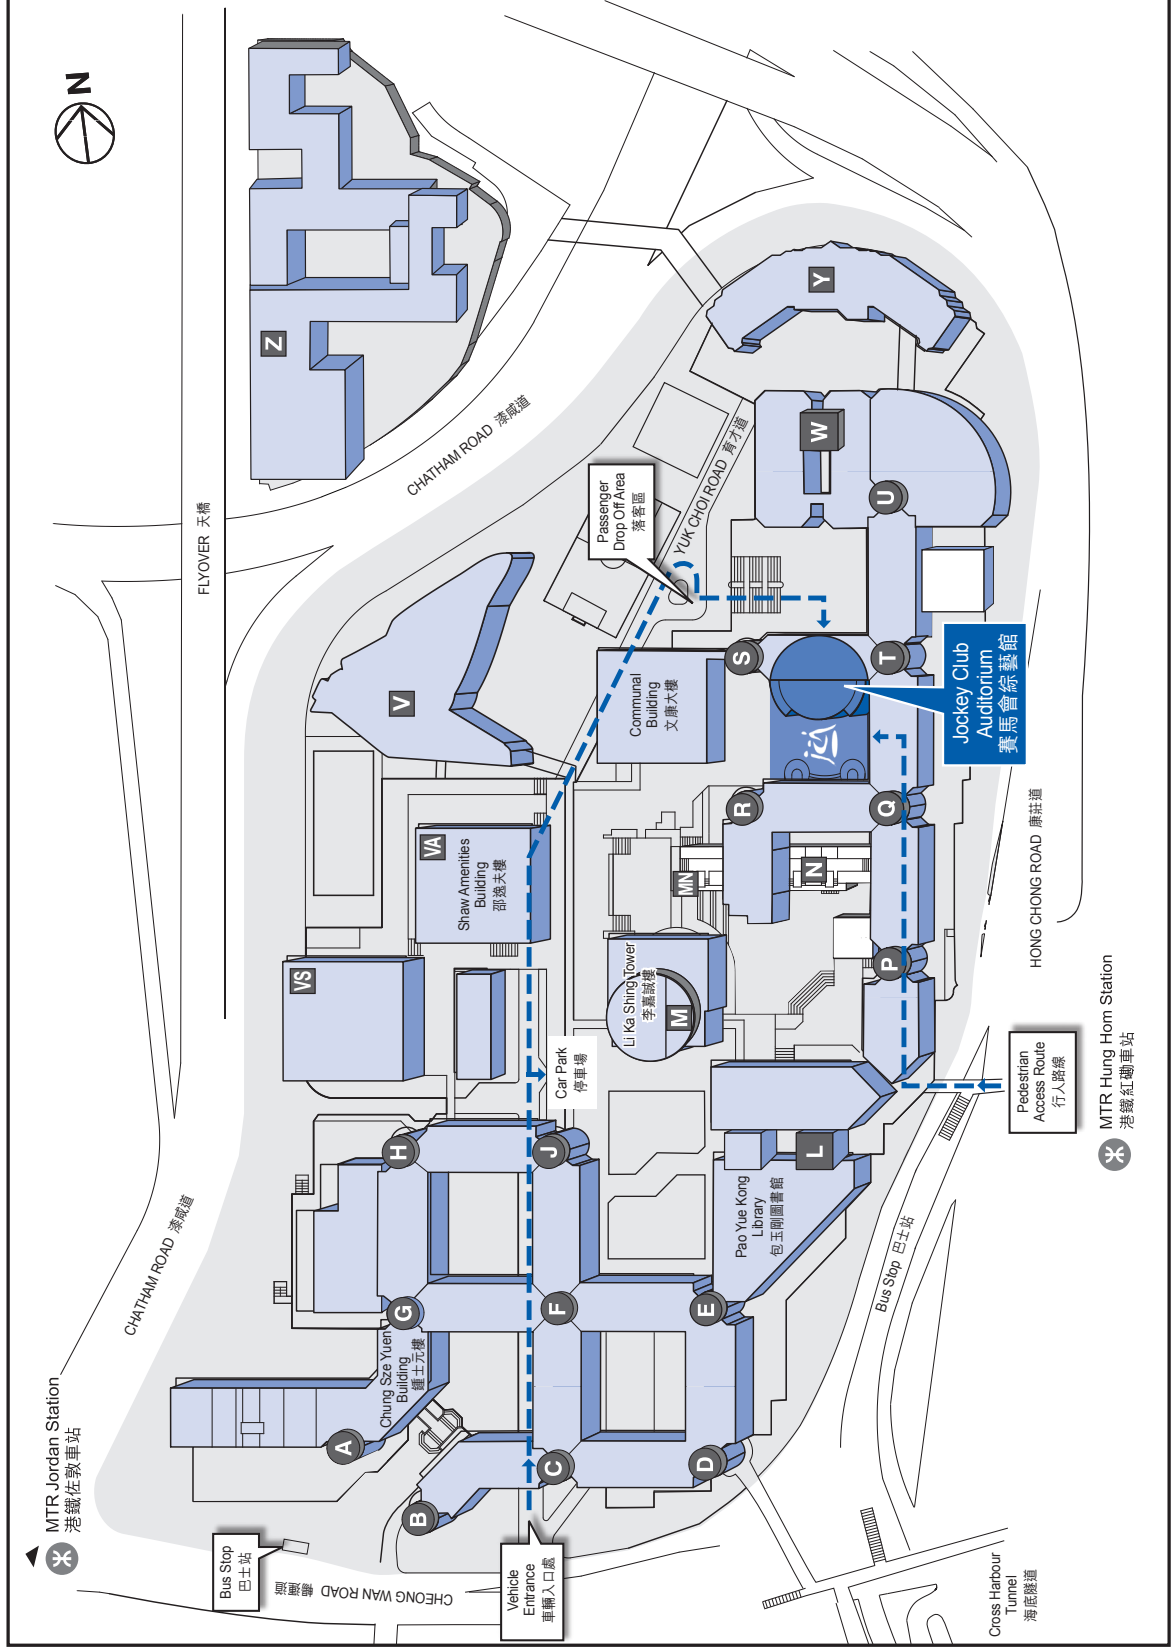 MTR Jordan Station
港鐵佐敦車站
Bus Stop
巴士站
CHEONG WAN ROAD 暢運道
Vehicle
Entrance
車輛入口處
Cross Harbour
Tunnel
海底隧道
CHATHAM ROAD 漆咸道
A
B
C
D
Chung Sze Yuen
Building
鍾士元樓
G
F
E
H
J
Pao Yue Kong
Library
包玉剛圖書館
L
Bus Stop 巴士站
VS
Car Park
停車場
Li Ka Shing Tower
李嘉誠樓
M
MN
N
P
Pedestrian
Access Route
行人路線
MTR Hung Hom Station
港鐵紅磡車站
VA
Shaw Amenities
Building
邵逸夫樓
R
Q
HONG CHONG ROAD 康莊道
V
Communal
Building
文康大樓
S
T
Jockey Club
Auditorium
賽馬會綜藝館
FLYOVER 天橋
CHATHAM ROAD 漆咸道
Passenger
Drop Off Area
落客區
YUK CHOI ROAD 育才道
U
W
Y
Z
N